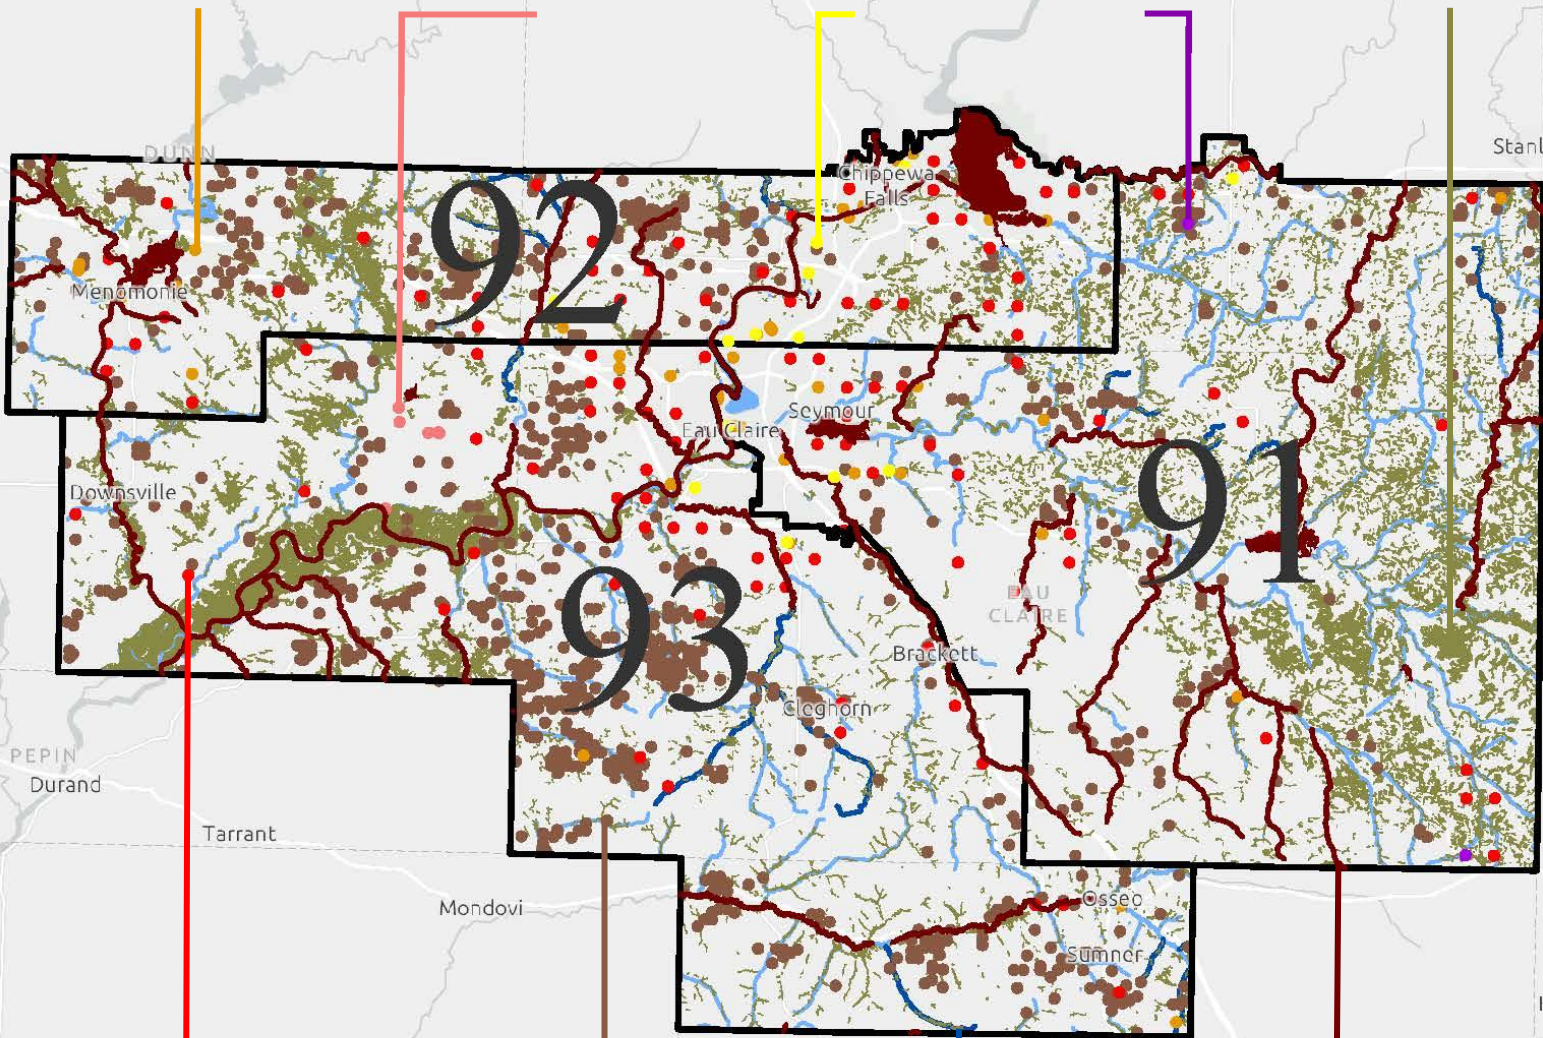 Stanl
DUNN
Chippewa
Falls
92
Menomonie
Seymour
Eau Claire
91
Downsville
93
EAU
CLAIRE
Brackett
Cleghorn
PEPIN
Durand
Tarrant
Mondovi
Osseo
Sumner